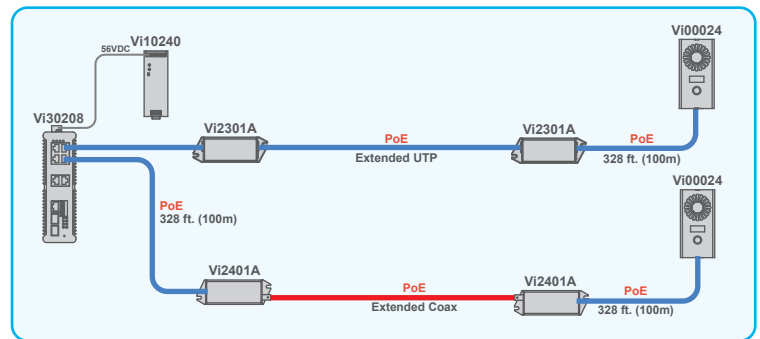 Vi10240
56VDC
Vi30208
Vi2301A
PoE
Extended UTP
Vi2301A
PoE
328 ft. (100m)
Vi00024
PoE
328 ft. (100m)
Vi2401A
PoE
Extended Coax
Vi2401A
PoE
328 ft. (100m)
Vi00024